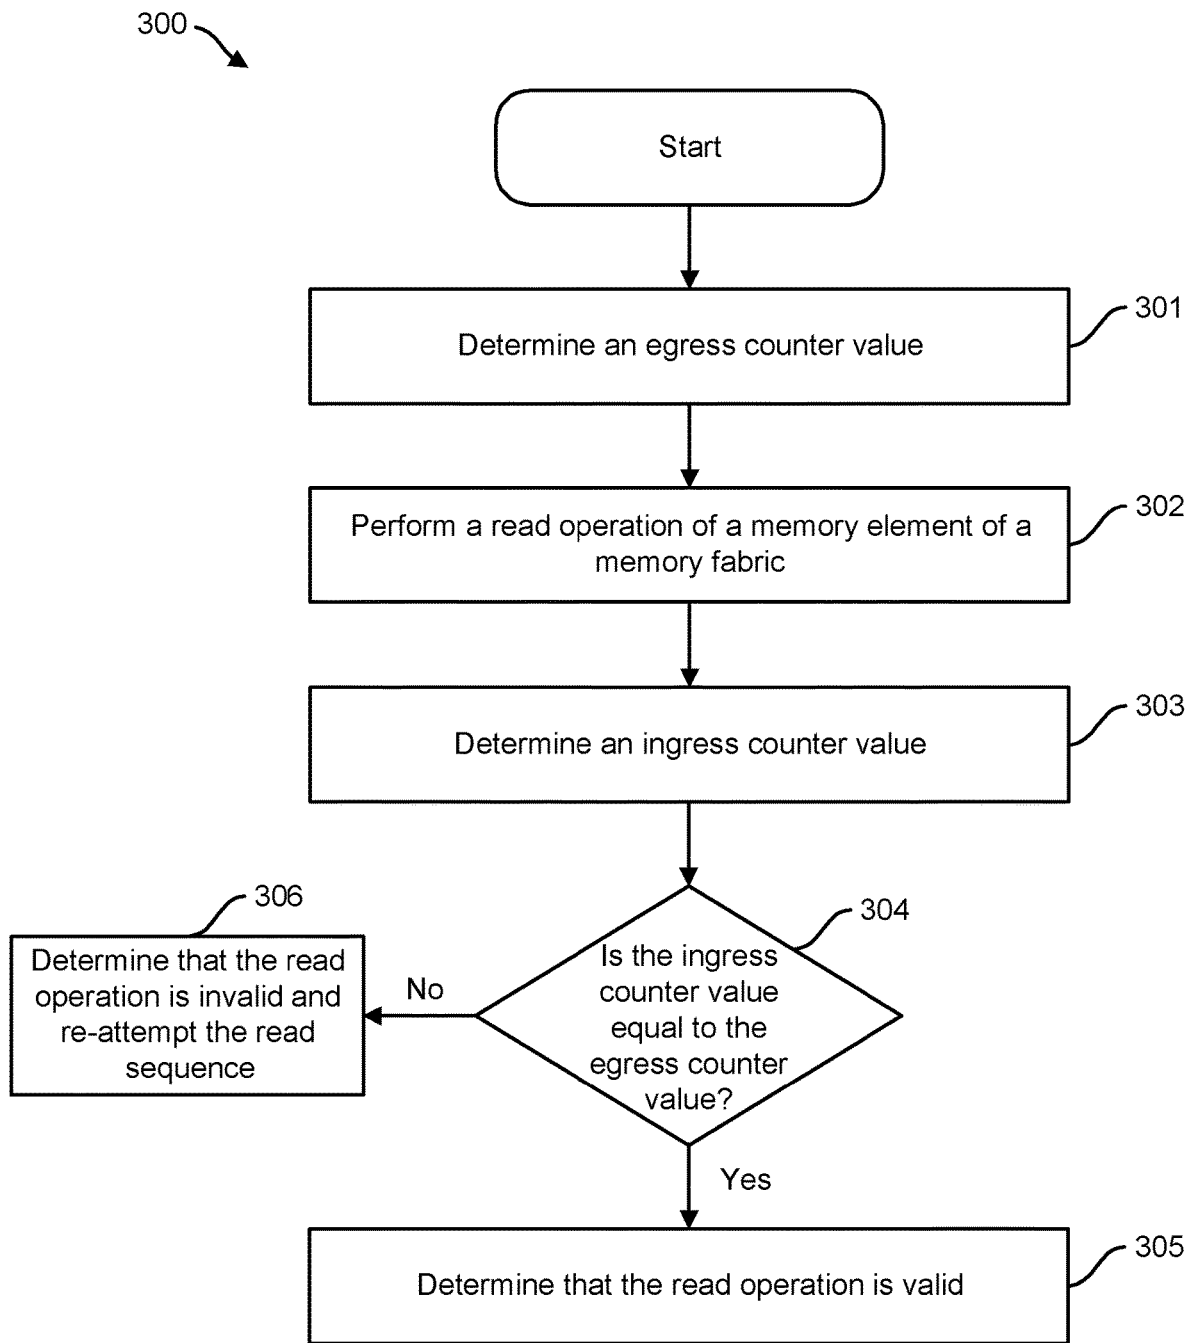 300
Start
301
Determine an egress counter value
302
Perform a read operation of a memory element of a
memory fabric
303
Determine an ingress counter value
304
Is the ingress
counter value
equal to the
egress counter
value?
306
Determine that the read
operation is invalid and
re-attempt the read
sequence
No
Yes
305
Determine that the read operation is valid